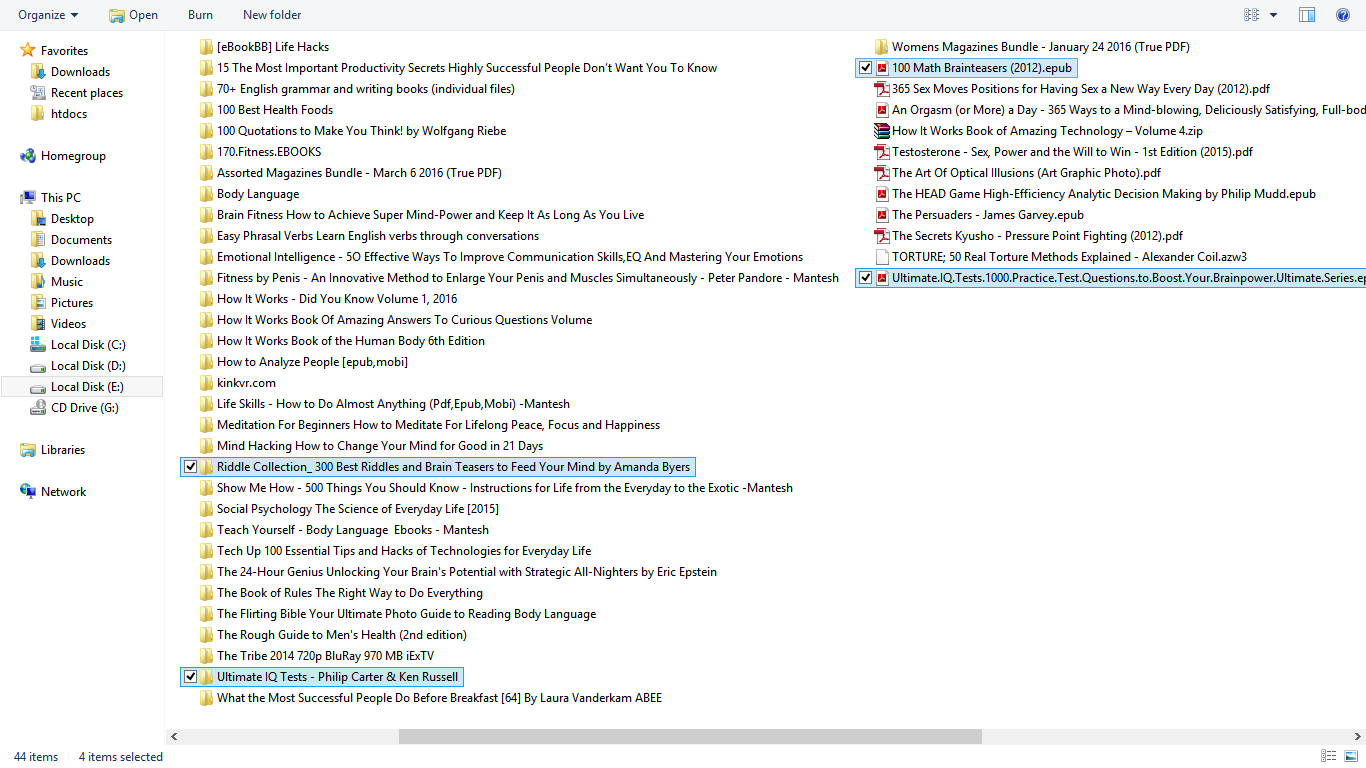 Organize
Open
Burn
New folder
Favorites
Downloads
Recent places
htdocs
Homegroup
This PC
Desktop
Documents
Downloads
Music
Pictures
Videos
Local Disk (C:)
Local Disk (D:)
Local Disk (E:)
CD Drive (G:)
Libraries
Network
[eBookBB] Life Hacks
15 The Most Important Productivity Secrets Highly Successful People Don't Want You To Know
70+ English grammar and writing books (individual files)
100 Best Health Foods
100 Quotations to Make You Think! by Wolfgang Riebe
170.Fitness.EBOOKS
Assorted Magazines Bundle - March 6 2016 (True PDF)
Body Language
Brain Fitness How to Achieve Super Mind-Power and Keep It As Long As You Live
Easy Phrasal Verbs Learn English verbs through conversations
Emotional Intelligence - 5O Effective Ways To Improve Communication Skills,EQ And Mastering Your Emotions
Fitness by Penis - An Innovative Method to Enlarge Your Penis and Muscles Simultaneously - Peter Pandore - Mantesh
How It Works - Did You Know Volume 1, 2016
How It Works Book Of Amazing Answers To Curious Questions Volume
How It Works Book of the Human Body 6th Edition
How to Analyze People [epub,mobi]
kinkvr.com
Life Skills - How to Do Almost Anything (Pdf,Epub,Mobi) -Mantesh
Meditation For Beginners How to Meditate For Lifelong Peace, Focus and Happiness
Mind Hacking How to Change Your Mind for Good in 21 Days
Riddle Collection_ 300 Best Riddles and Brain Teasers to Feed Your Mind by Amanda Byers
Show Me How - 500 Things You Should Know - Instructions for Life from the Everyday to the Exotic -Mantesh
Social Psychology The Science of Everyday Life [2015]
Teach Yourself - Body Language  Ebooks - Mantesh
Tech Up 100 Essential Tips and Hacks of Technologies for Everyday Life
The 24-Hour Genius Unlocking Your Brain's Potential with Strategic All-Nighters by Eric Epstein
The Book of Rules The Right Way to Do Everything
The Flirting Bible Your Ultimate Photo Guide to Reading Body Language
The Rough Guide to Men's Health (2nd edition)
The Tribe 2014 720p BluRay 970 MB iExTV
Ultimate IQ Tests - Philip Carter & Ken Russell
What the Most Successful People Do Before Breakfast [64] By Laura Vanderkam ABEE
Womens Magazines Bundle - January 24 2016 (True PDF)
100 Math Brainteasers (2012).epub
365 Sex Moves Positions for Having Sex a New Way Every Day (2012).pdf
An Orgasm (or More) a Day - 365 Ways to a Mind-blowing, Deliciously Satisfying, Full-bod
How It Works Book of Amazing Technology – Volume 4.zip
Testosterone - Sex, Power and the Will to Win - 1st Edition (2015).pdf
The Art Of Optical Illusions (Art Graphic Photo).pdf
The HEAD Game High-Efficiency Analytic Decision Making by Philip Mudd.epub
The Persuaders - James Garvey.epub
The Secrets Kyusho - Pressure Point Fighting (2012).pdf
TORTURE; 50 Real Torture Methods Explained - Alexander Coil.azw3
Ultimate.IQ.Tests.1000.Practice.Test.Questions.to.Boost.Your.Brainpower.Ultimate.Series.ep
44 items
4 items selected